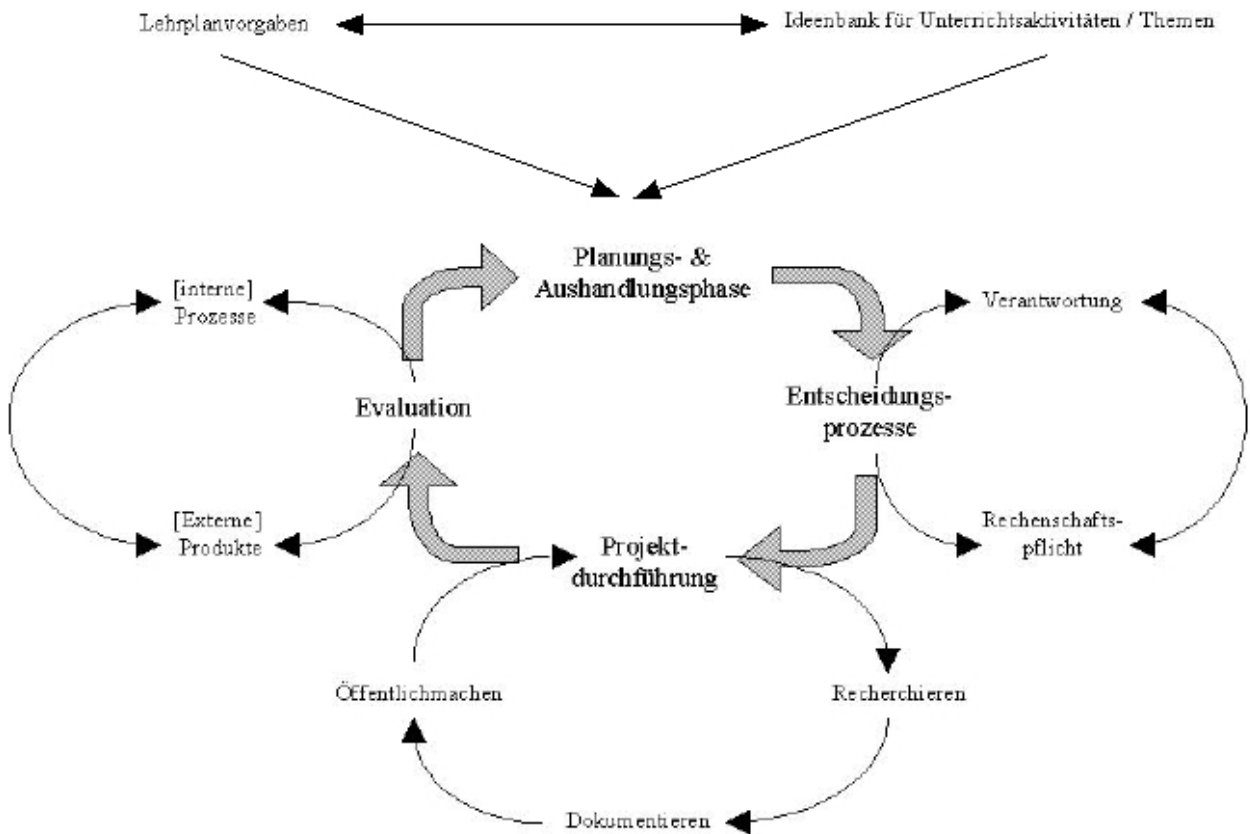 Lehrplanvorgaben
Ideenbank für Unterrichtsaktivitäten / Themen
Planungs- &
Aushandlungsphase
[interne]
Prozesse
Verantwortung
Evaluation
Entscheidungs-
prozesse
[Externe]
Produkte
Rechenschafts-
pflicht
Projekt-
durchführung
Öffentlichmachen
Recherchieren
Dokumentieren